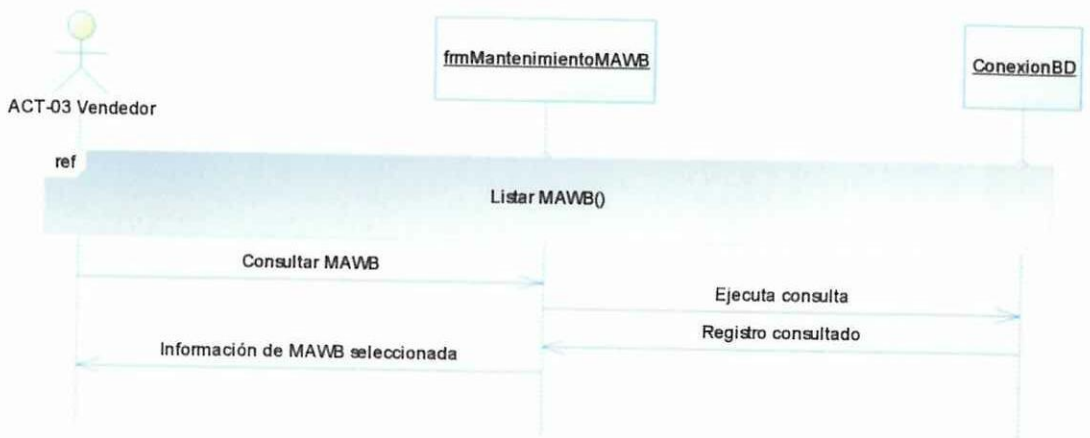 frmMantenimientoMAWB
ConexionBD
ACT-03 Vendedor
ref
Listar MAWB()
Consultar MAWB
Ejecuta consulta
Registro consultado
Información de MAWB seleccionada